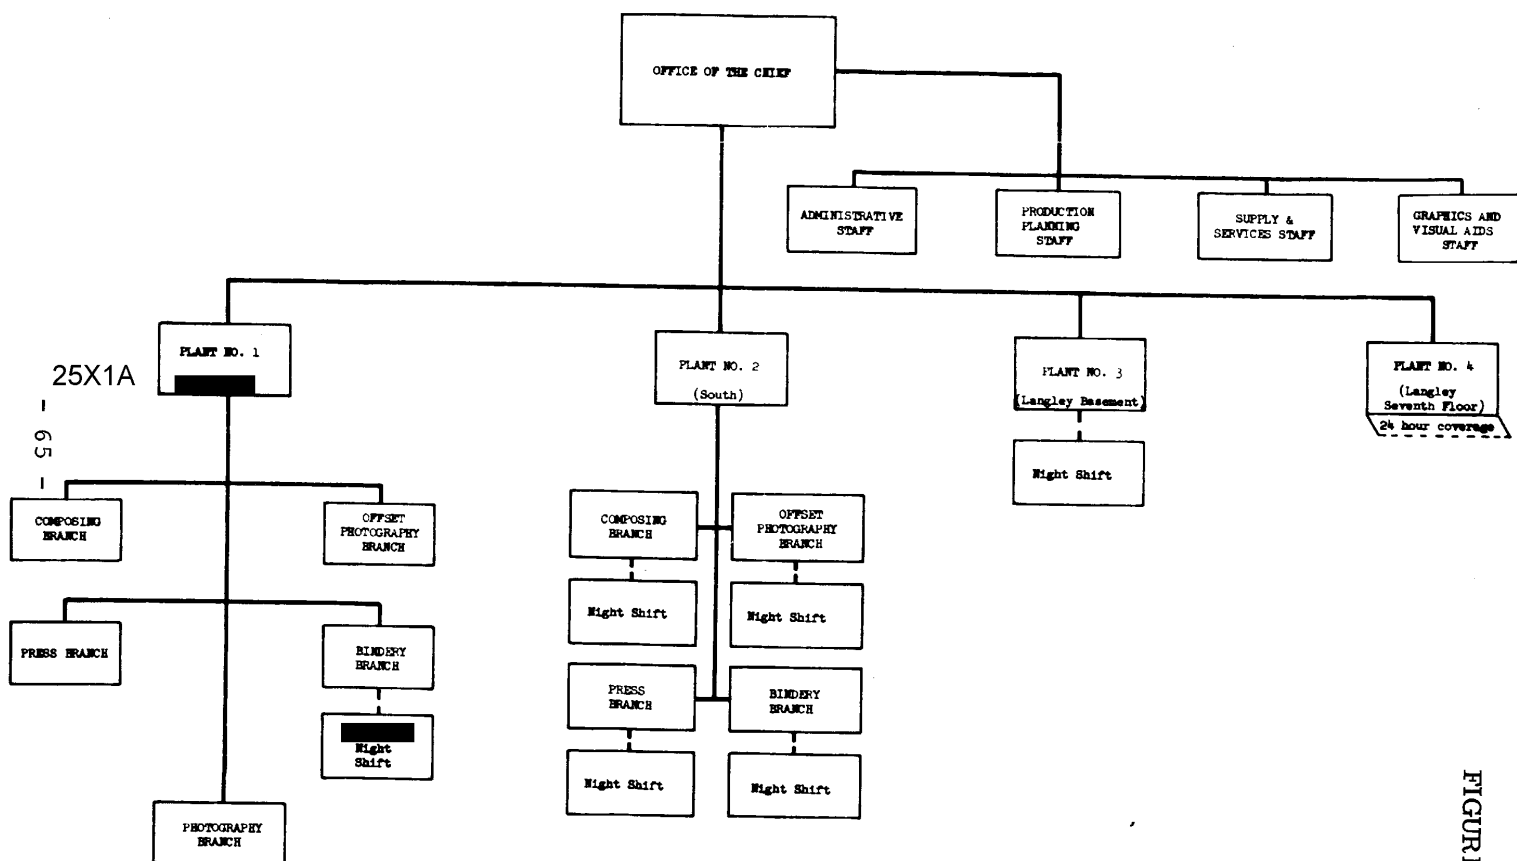 OFFICE OF THE CHIEF
ADMINISTRATIVE
STAFF
PRODUCTION
PLANNING
STAFF
SUPPLY &
SERVICES STAFF
GRAPHICS AND
VISUAL AIDS
STAFF
PLANT NO. 1
25X1A
PLANT NO. 2
(South)
PLANT NO. 3
(Langley Basement)
PLANT NO. 4
(Langley
Seventh Floor)
24 hour coverage
- 65 -
Night Shift
COMPOSING
BRANCH
OFFSET
PHOTOGRAPHY
BRANCH
COMPOSING
BRANCH
OFFSET
PHOTOGRAPHY
BRANCH
Night Shift
Night Shift
PRESS BRANCH
BINDERY
BRANCH
Night
Shift
PRESS
BRANCH
BINDERY
BRANCH
Night Shift
Night Shift
PHOTOGRAPHY
BRANCH
FIGURE